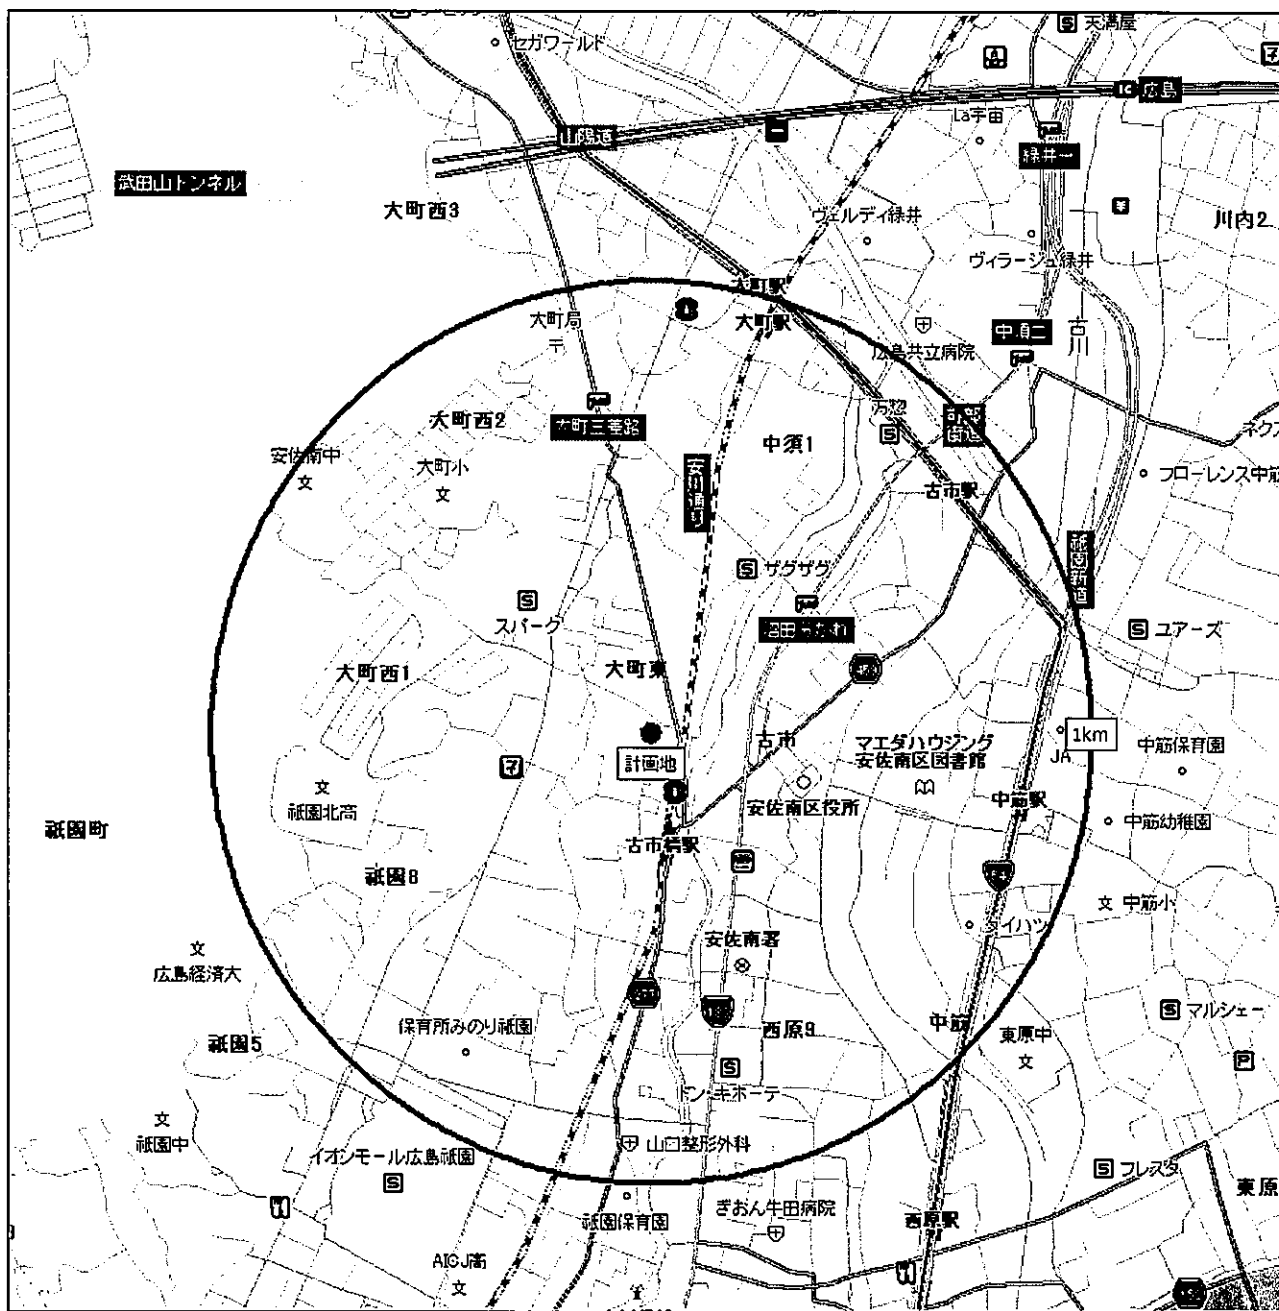 天満屋
セガワールド
広島
La宇宙
山陽道
緑井一
武田山トンネル
大町西3
ヴェルディ緑井
川内2
ヴィラージュ緑井
大町駅
大町局
大町駅
中須二
古川
広島共立病院
万惣
大町西2
大町三差路
中須1
安佐南中
大町小
安川通り
古市駅
フローレンス中筋
祇園新道
ザグザグ
スパーク
沼田分かれ
ユアーズ
大町西1
大町東
古市
マエダハウジング
安佐南区図書館
1km
中筋保育園
計画地
JA
祇園北高
安佐南区役所
中筋駅
中筋幼稚園
祇園町
古市橋駅
祇園8
中筋小
ダイハツ
安佐南署
広島経済大
保育所みのり祇園
西原9
中筋
マルシェー
祇園5
東原中
ドン・キホーテ
祇園中
山口整形外科
イオンモール広島祇園
フレスタ
東原
祇園保育園
ぎおん牛田病院
西原駅
AICJ高